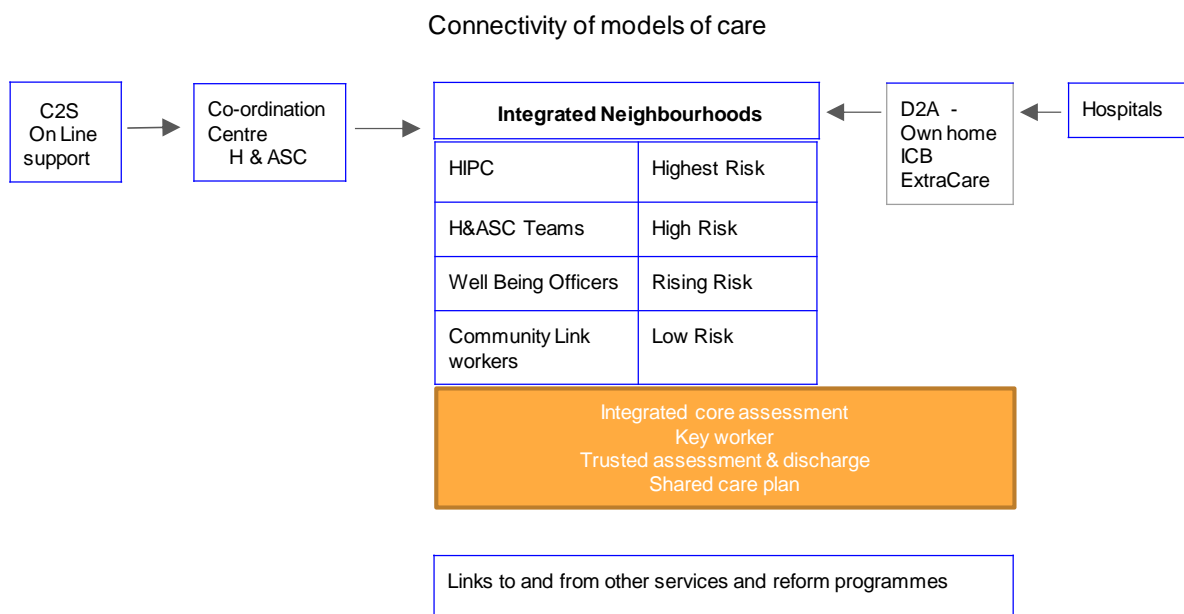 Connectivity of models of care
C2S
On Line
support
Co-ordination
Centre
H & ASC
Integrated Neighbourhoods
D2A -
Own home
ICB
ExtraCare
Hospitals
HIPC
Highest Risk
H&ASC Teams
High Risk
Well Being Officers
Rising Risk
Community Link
workers
Low Risk
Integrated core assessment
Key worker
Trusted assessment & discharge
Shared care plan
Links to and from other services and reform programmes